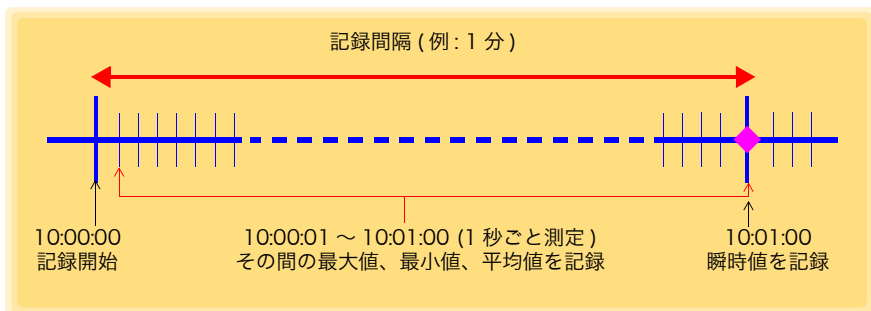 記録間隔 ( 例 : 1 分 )
10:00:00
記録開始
10:00:01 ～ 10:01:00 (1 秒ごと測定 )
その間の最大値、最小値、平均値を記録
10:01:00
瞬時値を記録